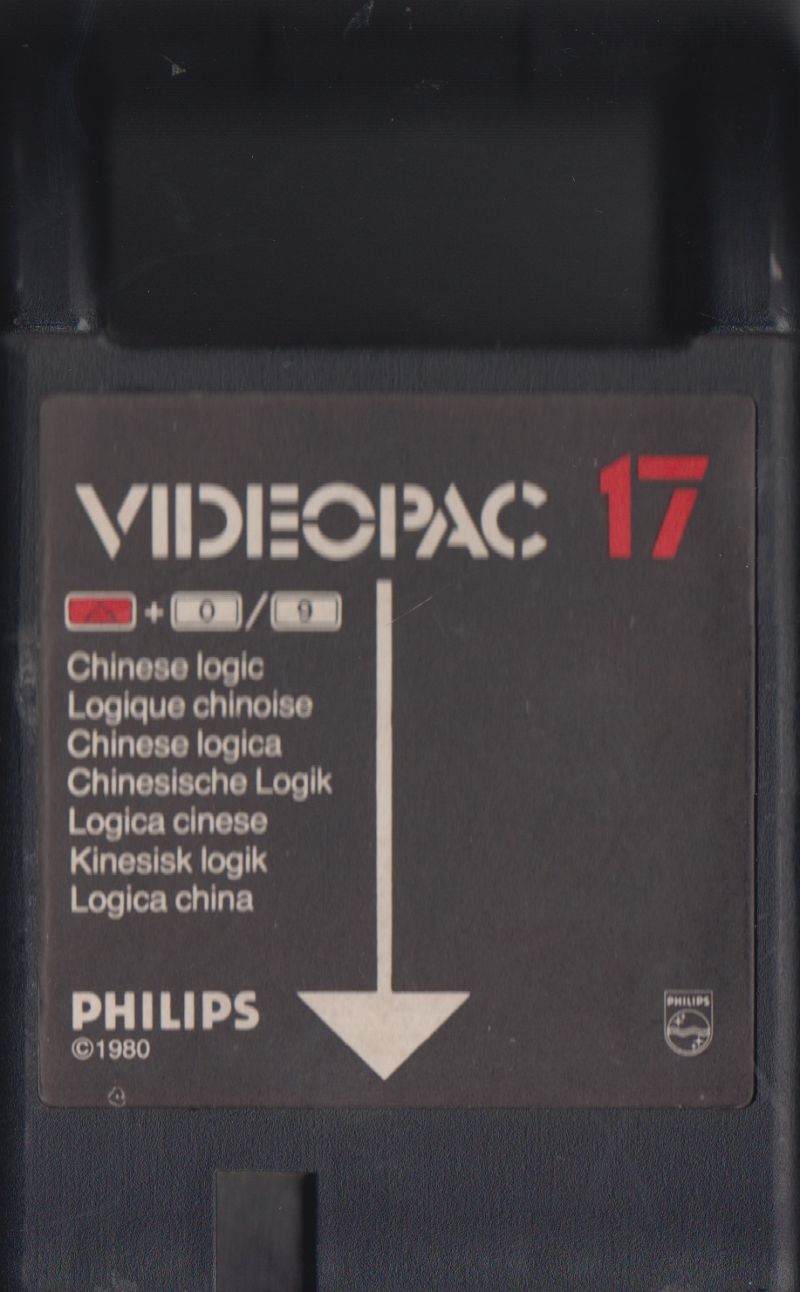 VIDEOPAC 17
+ 0 / 9
Chinese logic
Logique chinoise
Chinese logica
Chinesische Logik
Logica cinese
Kinesisk logik
Logica china
PHILIPS
©1980
PHILIPS